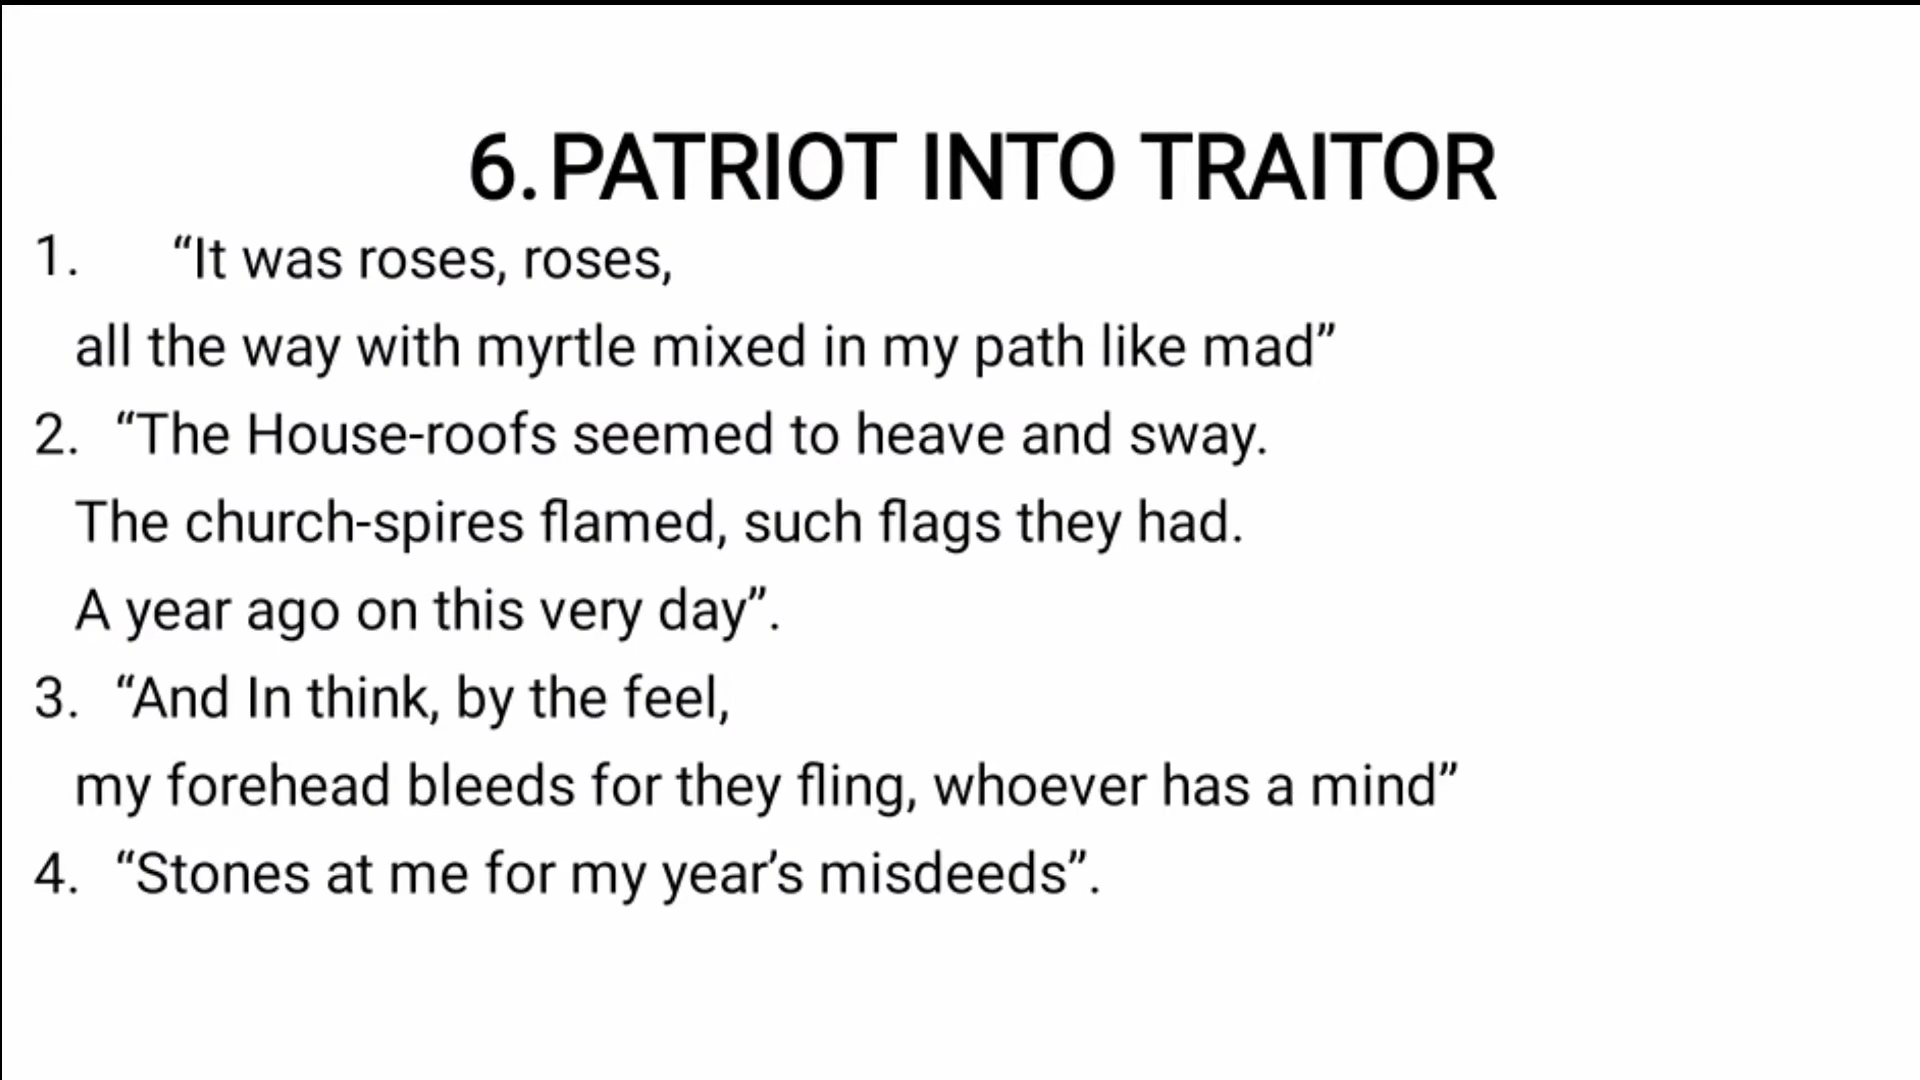 6. PATRIOT INTO TRAITOR
1. “It was roses, roses,
all the way with myrtle mixed in my path like mad”
2. “The House-roofs seemed to heave and sway.
The church-spires flamed, such flags they had.
A year ago on this very day”.
3. “And In think, by the feel,
my forehead bleeds for they fling, whoever has a mind”
4. “Stones at me for my year’s misdeeds”.